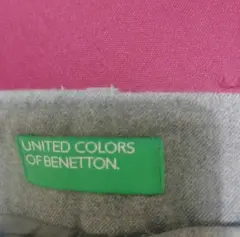 UNITED COLORS
OF BENETTON.